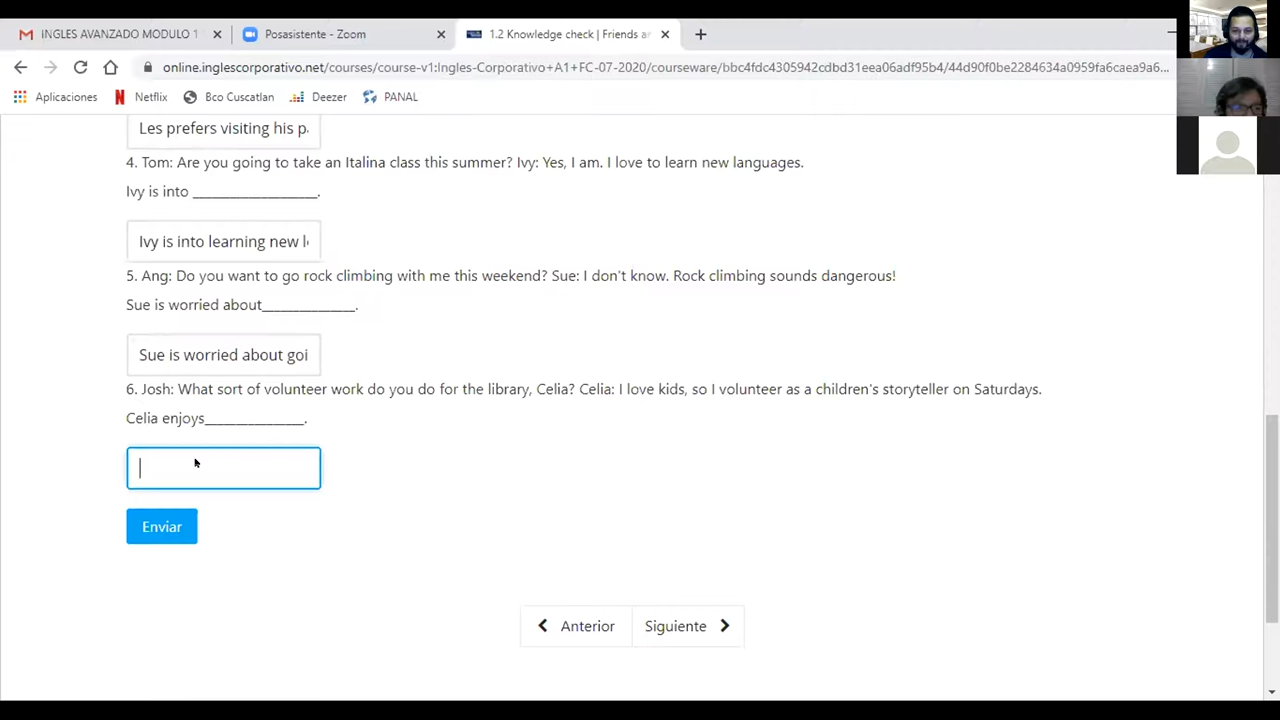 INGLES AVANZADO MODULO 1
Posasistente - Zoom
1.2 Knowledge check | Friends a
online.inglescorporativo.net/courses/course-v1:Ingles-Corporativo+A1+FC-07-2020/courseware/bbc4fdc4305942cdbd31eea06adf95b4/44d90f0be2284634a0959fa6caea9a6...
Aplicaciones
Netflix
Bco Cuscatlan
Deezer
PANAL
Les prefers visiting his p
4. Tom: Are you going to take an Italina class this summer? Ivy: Yes, I am. I love to learn new languages.
Ivy is into __________________.
Ivy is into learning new l
5. Ang: Do you want to go rock climbing with me this weekend? Sue: I don't know. Rock climbing sounds dangerous!
Sue is worried about______________.
Sue is worried about goi
6. Josh: What sort of volunteer work do you do for the library, Celia? Celia: I love kids, so I volunteer as a children's storyteller on Saturdays.
Celia enjoys_______________.
Enviar
Anterior
Siguiente